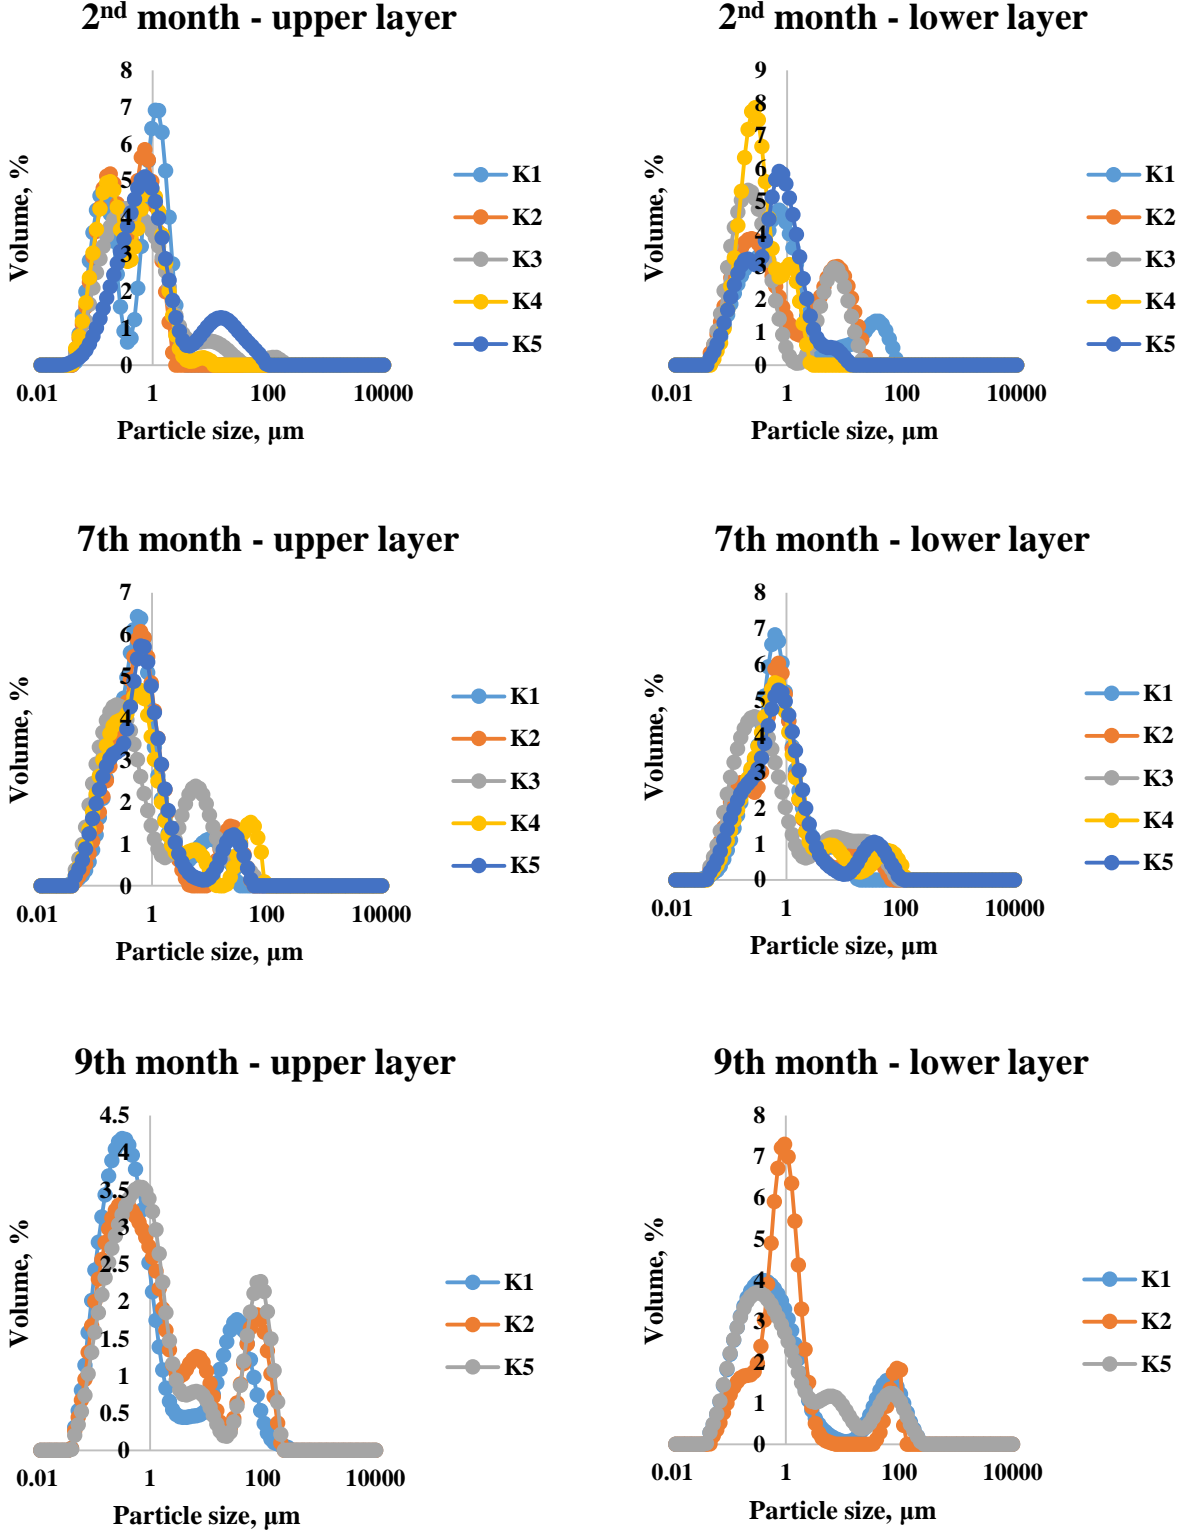 2nd month - upper layer
8
7
6
5
4
3
2
1
0
0.01 1 100 10000
Volume, %
Particle size, μm
K1
K2
K3
K4
K5
2nd month - lower layer
9
8
7
6
5
4
3
2
1
0
0.01 1 100 10000
Volume, %
Particle size, μm
K1
K2
K3
K4
K5
7th month - upper layer
7
6
5
4
3
2
1
0
0.01 1 100 10000
Volume, %
Particle size, μm
K1
K2
K3
K4
K5
7th month - lower layer
8
7
6
5
4
3
2
1
0
0.01 1 100 10000
Volume, %
Particle size, μm
K1
K2
K3
K4
K5
9th month - upper layer
4.5
4
3.5
3
2.5
2
1.5
1
0.5
0
0.01 1 100 10000
Volume, %
Particle size, μm
K1
K2
K5
9th month - lower layer
8
7
6
5
4
3
2
1
0
0.01 1 100 10000
Volume, %
Particle size, μm
K1
K2
K5